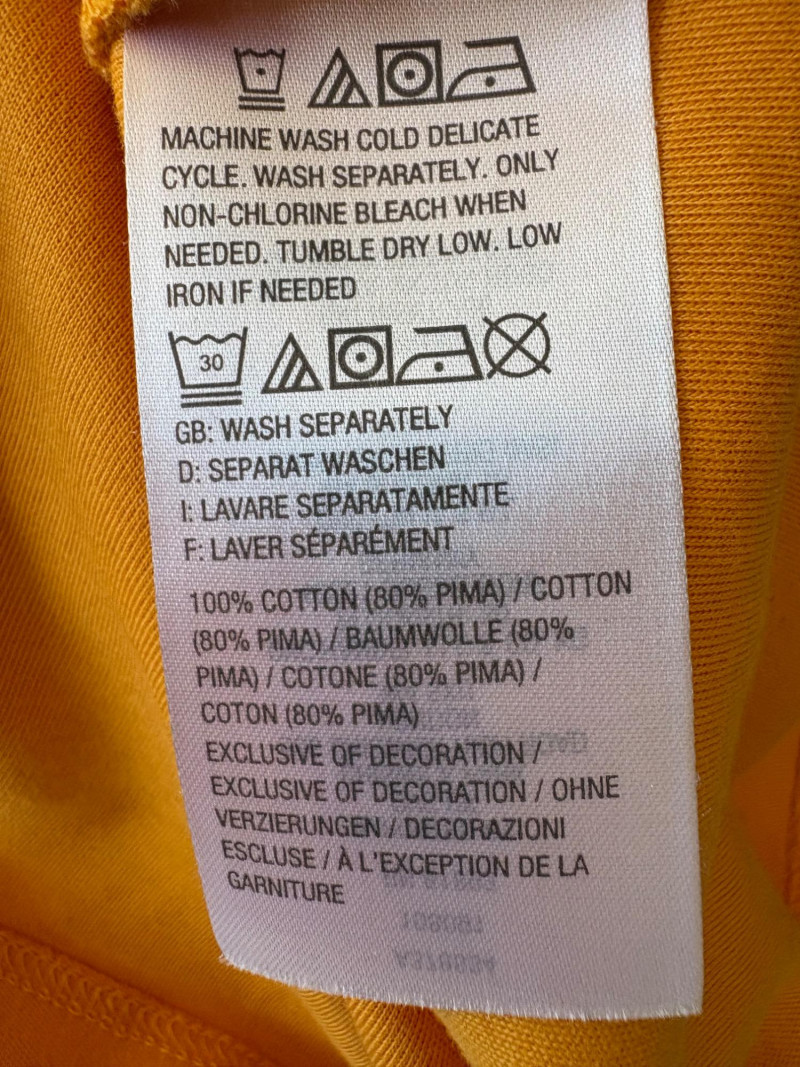 MACHINE WASH COLD DELICATE
CYCLE. WASH SEPARATELY. ONLY
NON-CHLORINE BLEACH WHEN
NEEDED. TUMBLE DRY LOW. LOW
IRON IF NEEDED
30
GB: WASH SEPARATELY
D: SEPARAT WASCHEN
I: LAVARE SEPARATAMENTE
F: LAVER SÉPARÉMENT
100% COTTON (80% PIMA) / COTTON
(80% PIMA) / BAUMWOLLE (80%
PIMA) / COTONE (80% PIMA) /
COTON (80% PIMA)
EXCLUSIVE OF DECORATION /
EXCLUSIVE OF DECORATION / OHNE
VERZIERUNGEN / DECORAZIONI
ESCLUSE / À L'EXCEPTION DE LA
GARNITURE